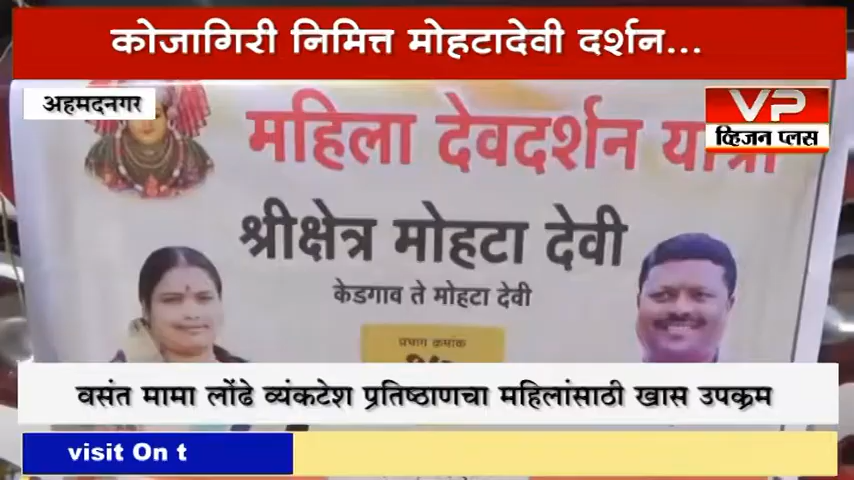 कोजागिरी निमित्त मोहटादेवी दर्शन...
अहमदनगर
VP
व्हिजन प्लस
महिला देवदर्शन यात्रा
श्रीक्षेत्र मोहटा देवी
केडगाव ते मोहटा देवी
प्रभाग क्रमांक
वसंत मामा लोंढे व्यंकटेश प्रतिष्ठाणचा महिलांसाठी खास उपक्रम
visit On t